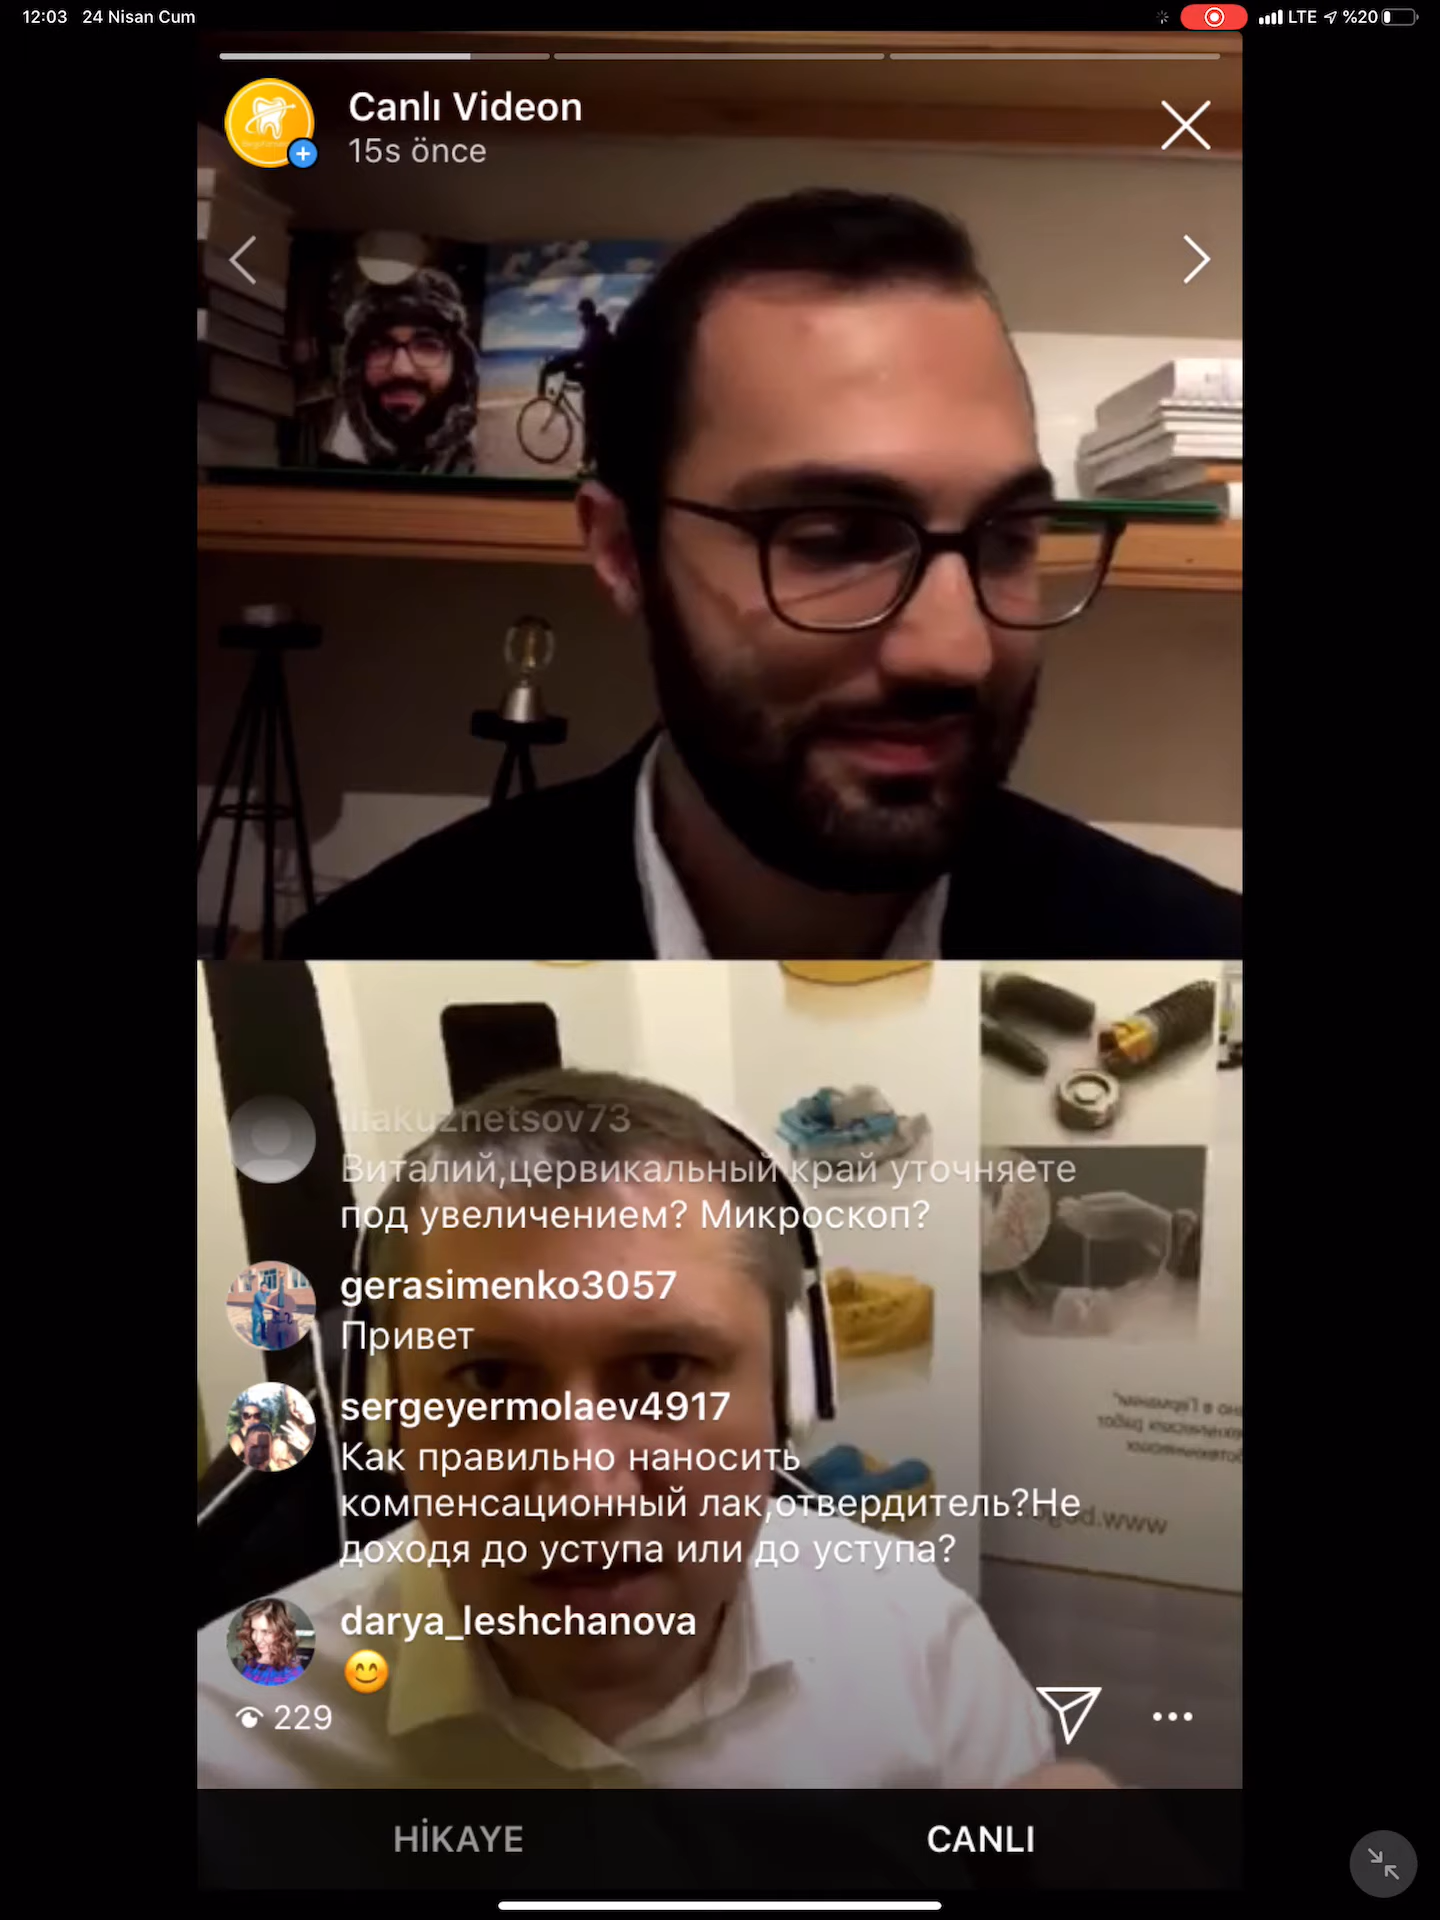 12:03 24 Nisan Cum
LTE %20
Canlı Videon
15s önce
iliakuznetsov73
Виталий,цервикальный край уточняете
под увеличением? Микроскоп?
gerasimenko3057
Привет
sergeyermolaev4917
Как правильно наносить
компенсационный лак,отвердитель?Не
доходя до уступа или до уступа?
darya_leshchanova
😊
229
HİKAYE CANLI